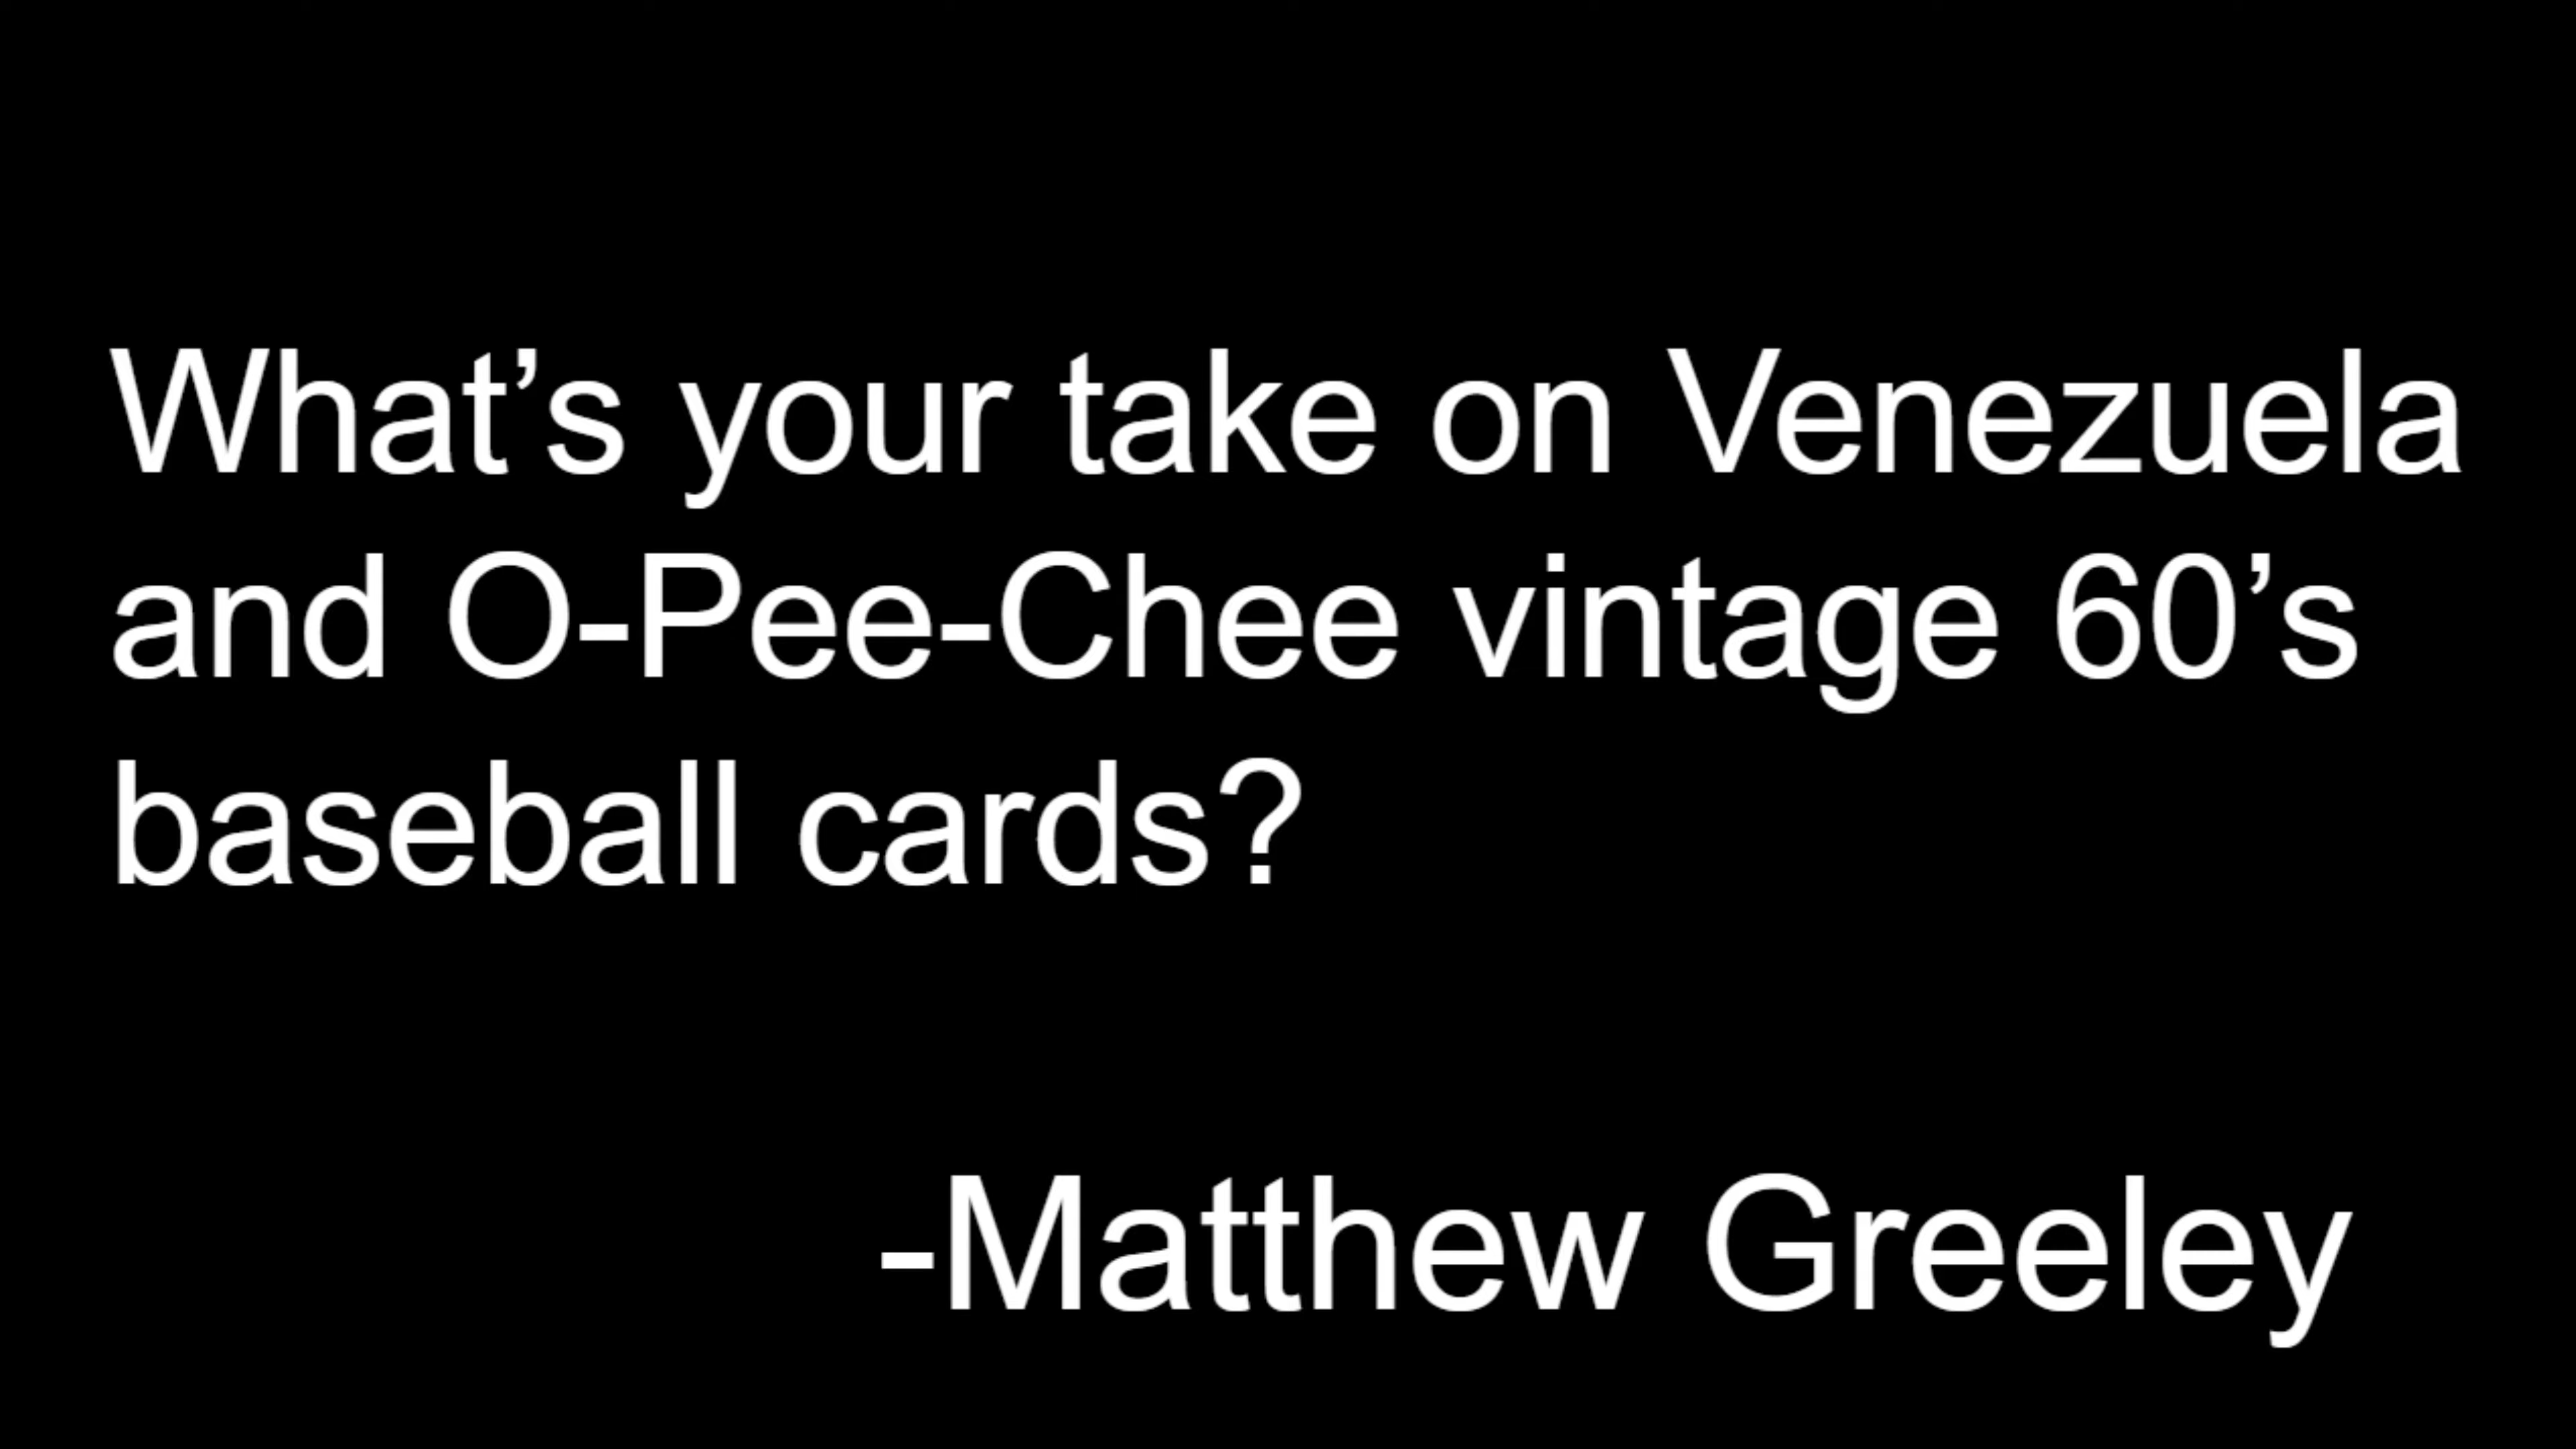 What’s your take on Venezuela
and O-Pee-Chee vintage 60’s
baseball cards?
-Matthew Greeley